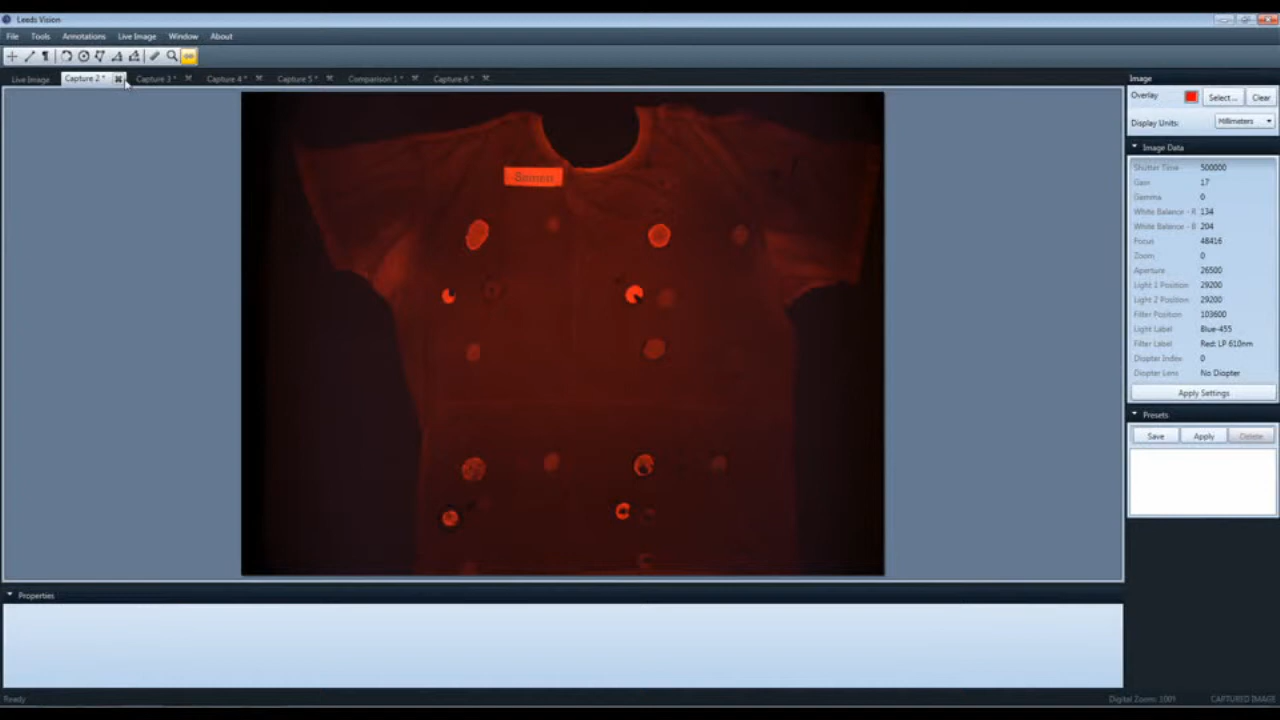 Leeds Vision
File Tools Annotations Live Image Window About
Live Image Capture 2 * Capture 3 * Capture 4 * Capture 5 * Comparison 1 * Capture 6 *
Semen
Image
Overlay Select... Clear
Display Units: Millimeters
Image Data
Shutter Time 500000
Gain 17
Gamma 0
White Balance - R 134
White Balance - B 204
Focus 48416
Zoom 0
Aperture 26500
Light 1 Position 29200
Light 2 Position 29200
Filter Position 103600
Light Label Blue-455
Filter Label Red: LP 610nm
Diopter Index 0
Diopter Lens No Diopter
Apply Settings
Presets
Save Apply Delete
Properties
Ready Digital Zoom: 100% CAPTURED IMAGE